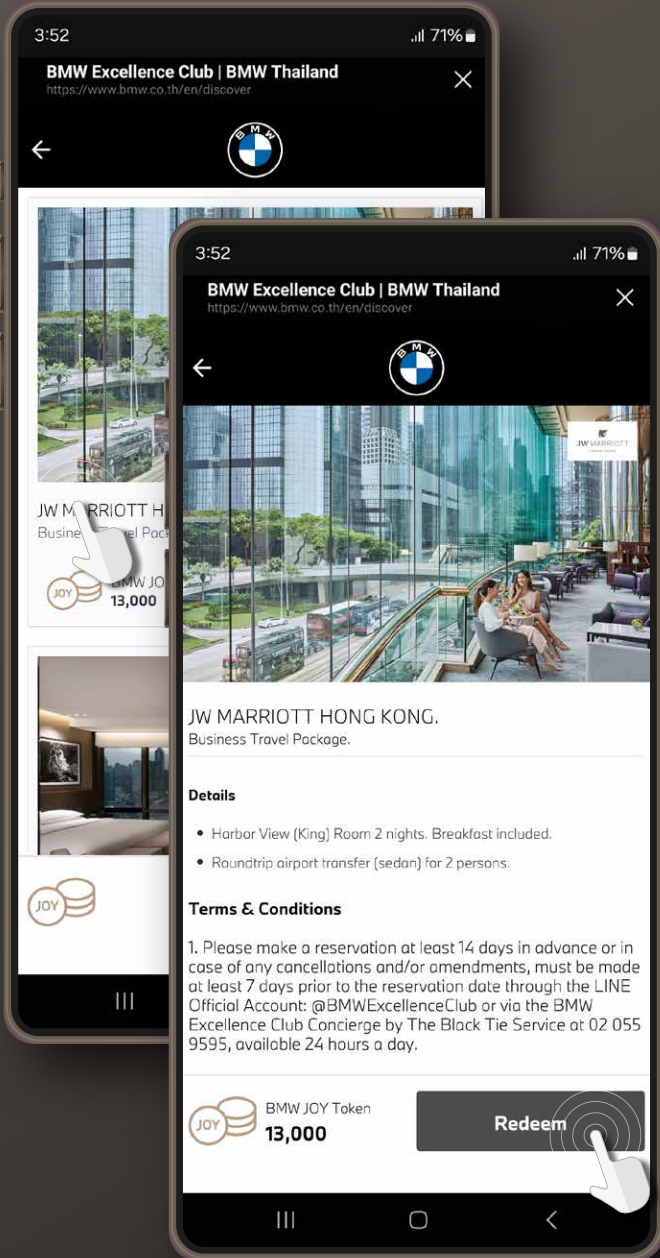 3:52
71%
BMW Excellence Club | BMW Thailand
https://www.bmw.co.th/en/discover
BMW
JW M RRIOTT H
Busine
13,000
JOY
JOY
3:52
71%
BMW Excellence Club | BMW Thailand
https://www.bmw.co.th/en/discover
BMW
JW MARRIOTT
JW MARRIOTT HONG KONG.
Business Travel Package.
Details
• Harbor View (King) Room 2 nights. Breakfast included.
• Roundtrip airport transfer (sedan) for 2 persons.
Terms & Conditions
1. Please make a reservation at least 14 days in advance or in
case of any cancellations and/or amendments, must be made
at least 7 days prior to the reservation date through the LINE
Official Account: @BMWExcellenceClub or via the BMW
Excellence Club Concierge by The Black Tie Service at 02 055
9595, available 24 hours a day.
JOY
BMW JOY Token
13,000
Redeem